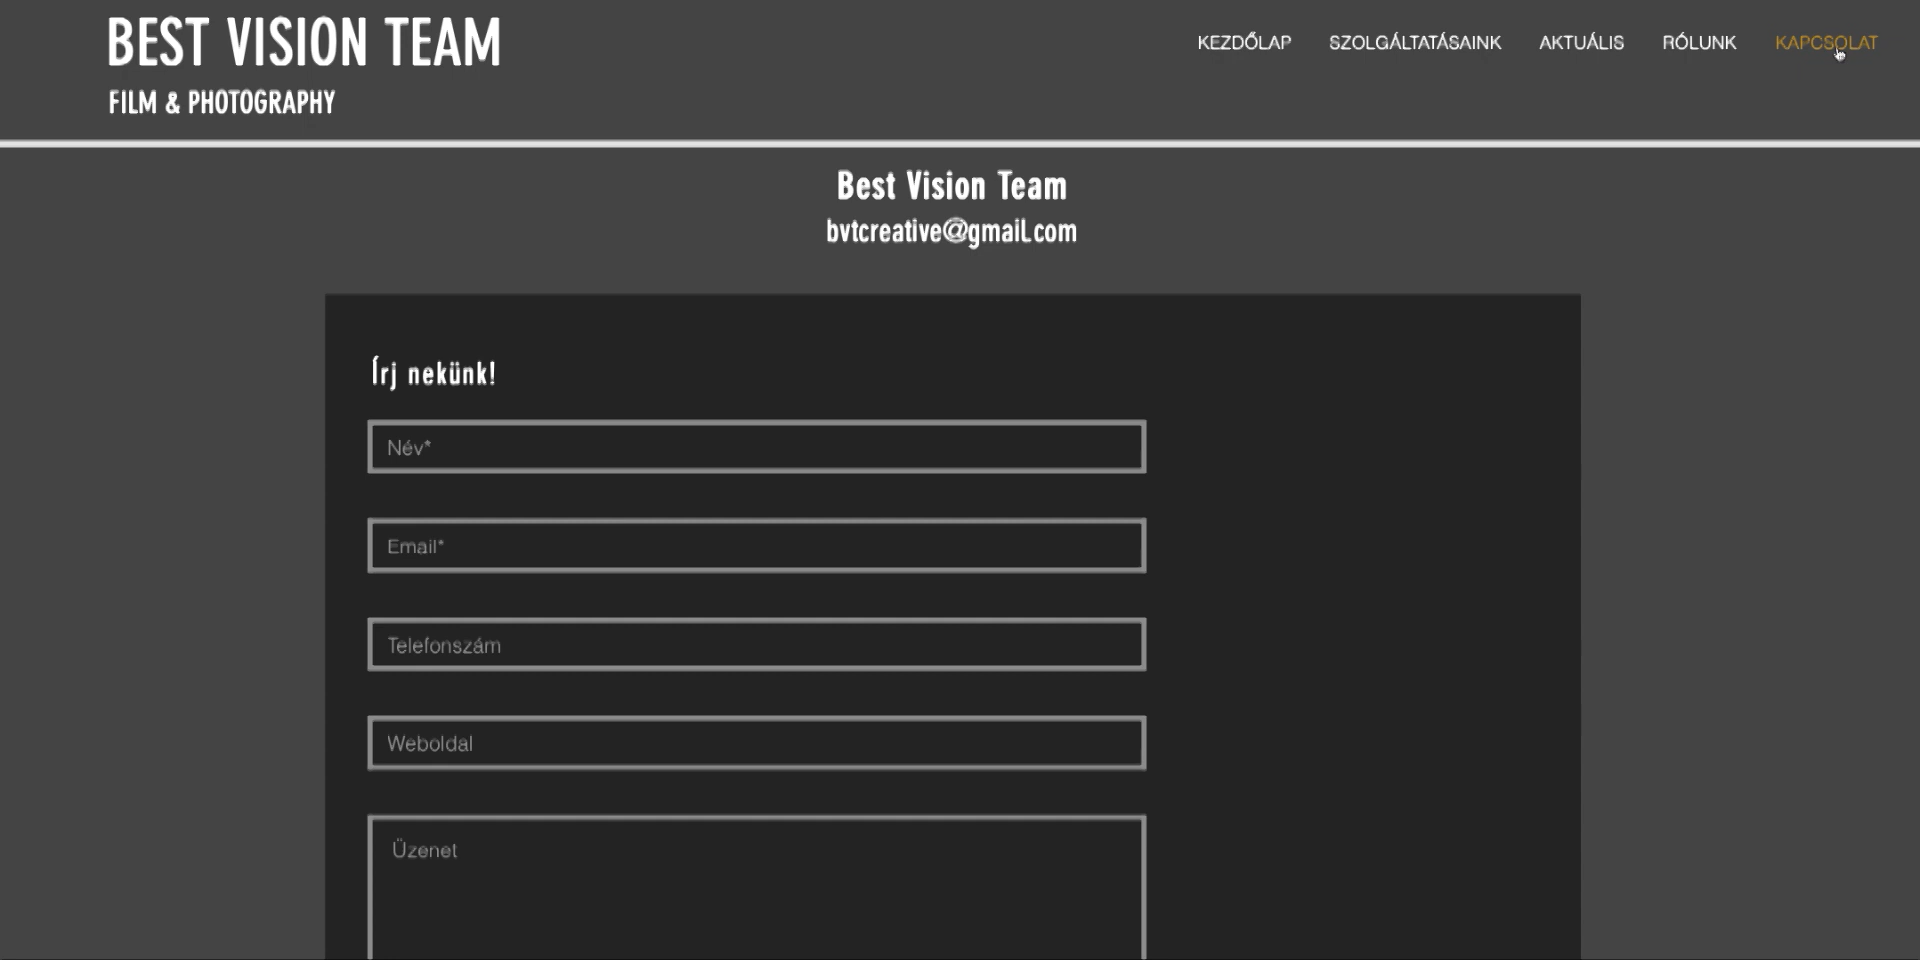 BEST VISION TEAM
FILM & PHOTOGRAPHY
KEZDŐLAP SZOLGÁLTATÁSAINK AKTUÁLIS RÓLUNK KAPCSOLAT
Best Vision Team
bvtcreative@gmail.com
Írj nekünk!
Név*
Email*
Telefonszám
Weboldal
Üzenet